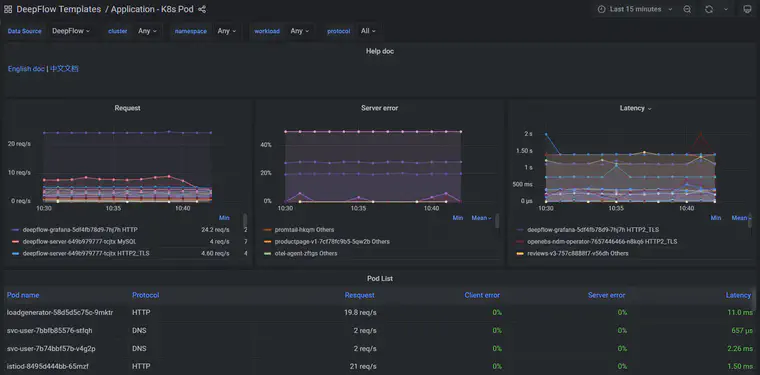 DeepFlow Templates / Application - K8s Pod
Last 15 minutes
Data Source DeepFlow cluster Any namespace Any workload Any protocol All
Help doc
English doc | 中文文档
Request
20 req/s
10 req/s
0 req/s
10:30 10:35 10:40
Min
deepflow-grafana-5df4fb78d9-7hj7h HTTP 24.2 req/s 2
deepflow-server-649b979777-tcjtx MySQL 4 req/s 7
deepflow-server-649b979777-tcjtx HTTP2_TLS 4.60 req/s 4
Server error
40%
20%
0%
10:30 10:35 10:40
Min Mean
promtail-hkqrh Others
productpage-v1-7cf78fc9b5-5qw2b Others
otel-agent-zftgs Others
Latency
2 s
1.50 s
1 s
500 ms
0 µs
10:30 10:35 10:40
Min Mean
deepflow-grafana-5df4fb78d9-7hj7h HTTP2_TLS
openebs-ndm-operator-7657446466-n8kq6 HTTP2_TLS
reviews-v3-757c8888f7-v56dh Others
Pod List
Pod name Protocol Resquest Client error Server error Latency
loadgenerator-58d5d5c75c-9mktr HTTP 19.8 req/s 0% 0% 11.0 ms
svc-user-7bbfb85576-stfqh DNS 2 req/s 0% 0% 657 µs
svc-user-7b74bbf57b-v4g2p DNS 2 req/s 0% 0% 2.26 ms
istiod-8495d444bb-65mzf HTTP 21 req/s 0% 0% 1.50 ms